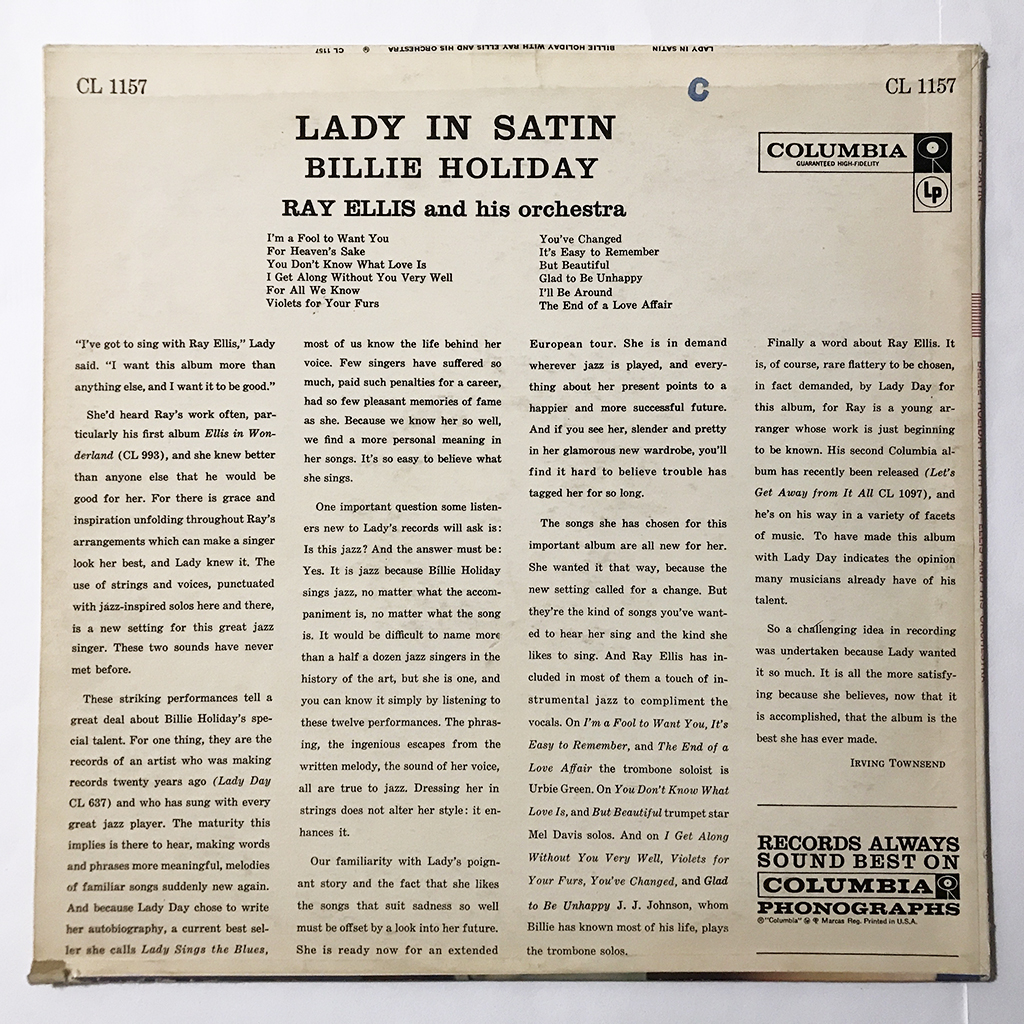 LADY IN SATIN BILLIE HOLIDAY WITH RAY ELLIS AND HIS ORCHESTRA CL 1157
CL 1157
C
CL 1157
LADY IN SATIN
BILLIE HOLIDAY
RAY ELLIS and his orchestra
COLUMBIA
GUARANTEED HIGH-FIDELITY
Lp
I'm a Fool to Want You
For Heaven's Sake
You Don't Know What Love Is
I Get Along Without You Very Well
For All We Know
Violets for Your Furs
You've Changed
It's Easy to Remember
But Beautiful
Glad to Be Unhappy
I'll Be Around
The End of a Love Affair
“I've got to sing with Ray Ellis,” Lady
said. “I want this album more than
anything else, and I want it to be good.”
She'd heard Ray's work often, par-
ticularly his first album Ellis in Won-
derland (CL 993), and she knew better
than anyone else that he would be
good for her. For there is grace and
inspiration unfolding throughout Ray's
arrangements which can make a singer
look her best, and Lady knew it. The
use of strings and voices, punctuated
with jazz-inspired solos here and there,
is a new setting for this great jazz
singer. These two sounds have never
met before.
These striking performances tell a
great deal about Billie Holiday's spe-
cial talent. For one thing, they are the
records of an artist who was making
records twenty years ago (Lady Day
CL 637) and who has sung with every
great jazz player. The maturity this
implies is there to hear, making words
and phrases more meaningful, melodies
of familiar songs suddenly new again.
And because Lady Day chose to write
her autobiography, a current best sel-
ler she calls Lady Sings the Blues,
most of us know the life behind her
voice. Few singers have suffered so
much, paid such penalties for a career,
had so few pleasant memories of fame
as she. Because we know her so well,
we find a more personal meaning in
her songs. It's so easy to believe what
she sings.
One important question some listen-
ers new to Lady's records will ask is:
Is this jazz? And the answer must be:
Yes. It is jazz because Billie Holiday
sings jazz, no matter what the accom-
paniment is, no matter what the song
is. It would be difficult to name more
than a half a dozen jazz singers in the
history of the art, but she is one, and
you can know it simply by listening to
these twelve performances. The phras-
ing, the ingenious escapes from the
written melody, the sound of her voice,
all are true to jazz. Dressing her in
strings does not alter her style: it en-
hances it.
Our familiarity with Lady's poign-
ant story and the fact that she likes
the songs that suit sadness so well
must be offset by a look into her future.
She is ready now for an extended
European tour. She is in demand
wherever jazz is played, and every-
thing about her present points to a
happier and more successful future.
And if you see her, slender and pretty
in her glamorous new wardrobe, you'll
find it hard to believe trouble has
tagged her for so long.
The songs she has chosen for this
important album are all new for her.
She wanted it that way, because the
new setting called for a change. But
they're the kind of songs you've want-
ed to hear her sing and the kind she
likes to sing. And Ray Ellis has in-
cluded in most of them a touch of in-
strumental jazz to compliment the
vocals. On I'm a Fool to Want You, It's
Easy to Remember, and The End of a
Love Affair the trombone soloist is
Urbie Green. On You Don't Know What
Love Is, and But Beautiful trumpet star
Mel Davis solos. And on I Get Along
Without You Very Well, Violets for
Your Furs, You've Changed, and Glad
to Be Unhappy J. J. Johnson, whom
Billie has known most of his life, plays
the trombone solos.
Finally a word about Ray Ellis. It
is, of course, rare flattery to be chosen,
in fact demanded, by Lady Day for
this album, for Ray is a young ar-
ranger whose work is just beginning
to be known. His second Columbia al-
bum has recently been released (Let's
Get Away from It All CL 1097), and
he's on his way in a variety of facets
of music. To have made this album
with Lady Day indicates the opinion
many musicians already have of his
talent.
So a challenging idea in recording
was undertaken because Lady wanted
it so much. It is all the more satisfy-
ing because she believes, now that it
is accomplished, that the album is the
best she has ever made.
IRVING TOWNSEND
RECORDS ALWAYS
SOUND BEST ON
COLUMBIA
PHONOGRAPHS
®"Columbia" Marcas Reg. Printed in U.S.A.